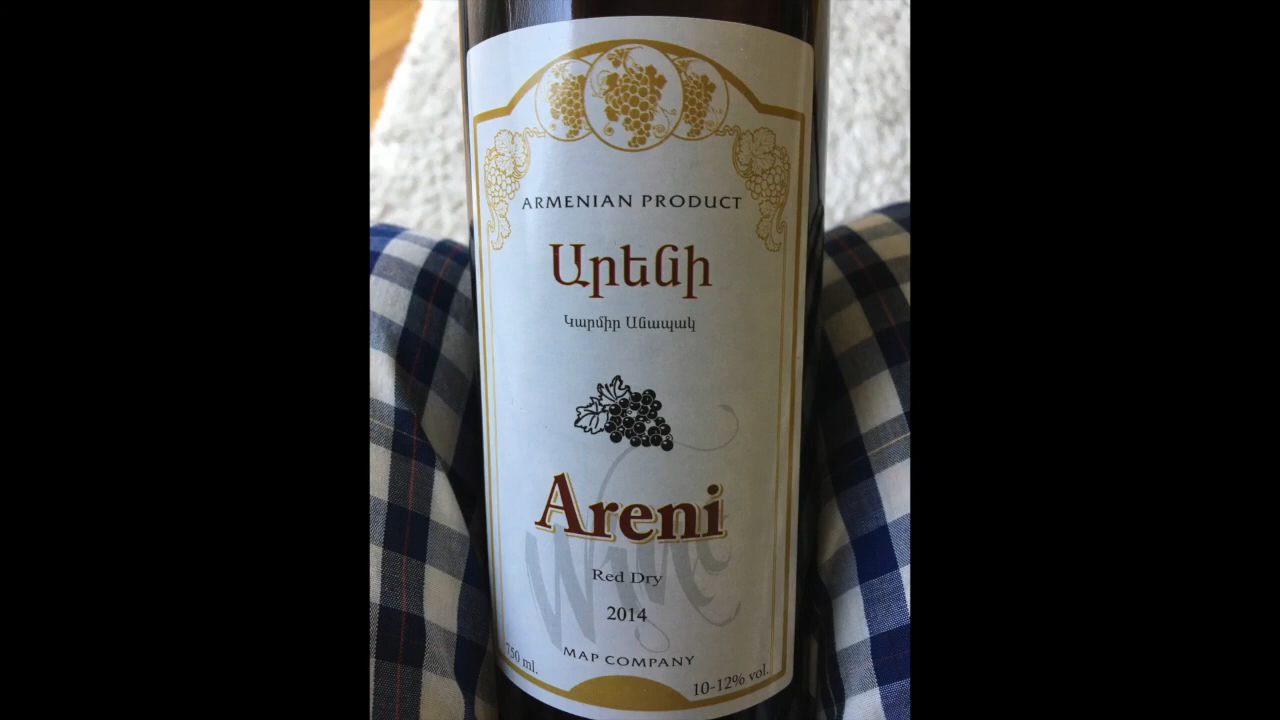 ARMENIAN PRODUCT
Արենի
Կարմիր Անապակ
Areni
Wine
Red Dry
2014
MAP COMPANY
750 ml.
10-12% vol.